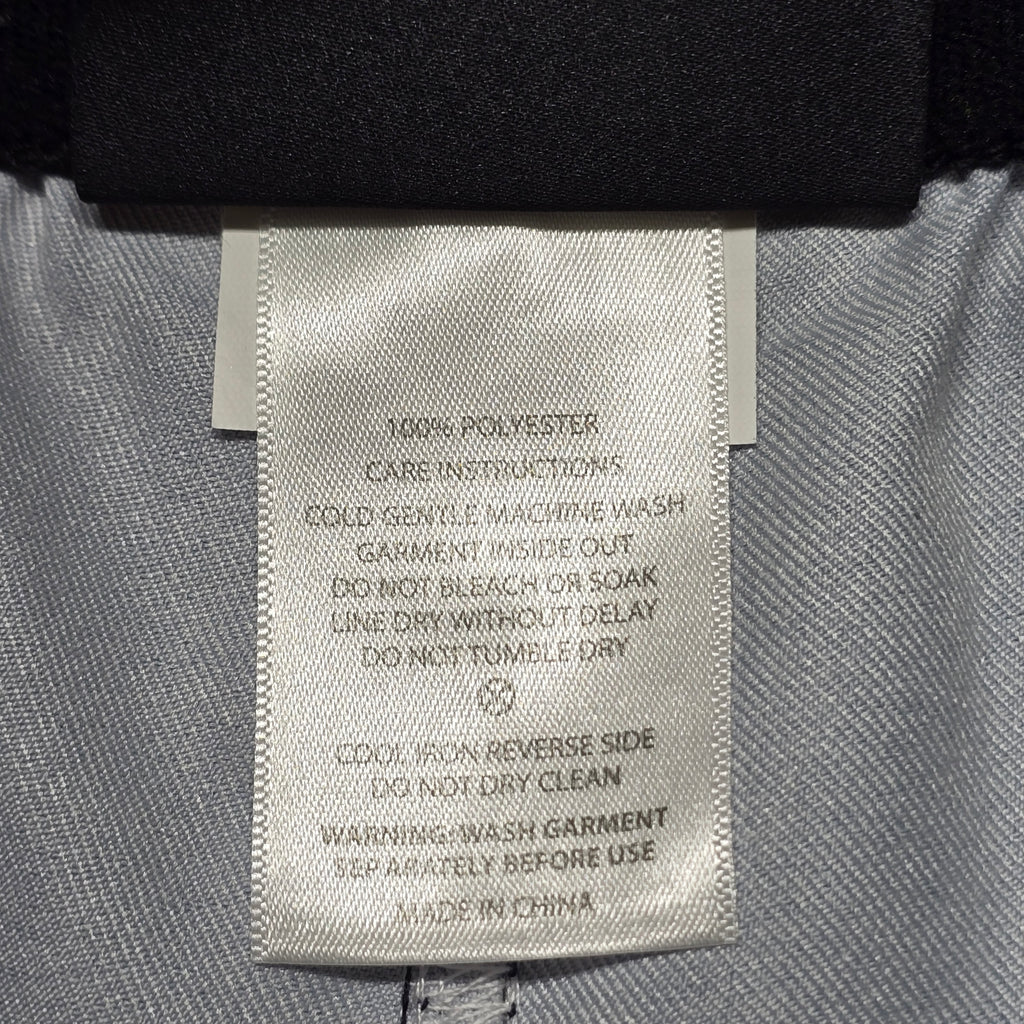 100% POLYESTER
CARE INSTRUCTIONS
COLD GENTLE MACHINE WASH
GARMENT INSIDE OUT
DO NOT BLEACH OR SOAK
LINE DRY WITHOUT DELAY
DO NOT TUMBLE DRY
COOL IRON REVERSE SIDE
DO NOT DRY CLEAN
WARNING: WASH GARMENT
SEPARATELY BEFORE USE
MADE IN CHINA